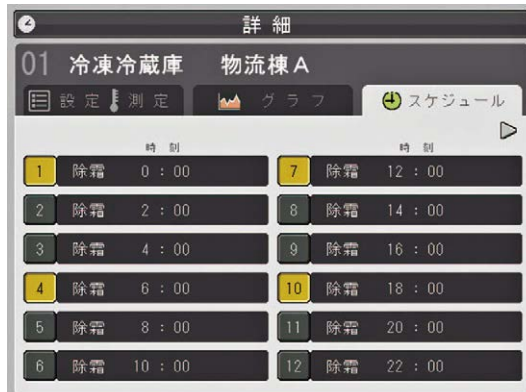 詳細
01 冷凍冷蔵庫 物流棟A
設定 測定 グラフ スケジュール
時刻 時刻
1 除霜 0:00 7 除霜 12:00
2 除霜 2:00 8 除霜 14:00
3 除霜 4:00 9 除霜 16:00
4 除霜 6:00 10 除霜 18:00
5 除霜 8:00 11 除霜 20:00
6 除霜 10:00 12 除霜 22:00